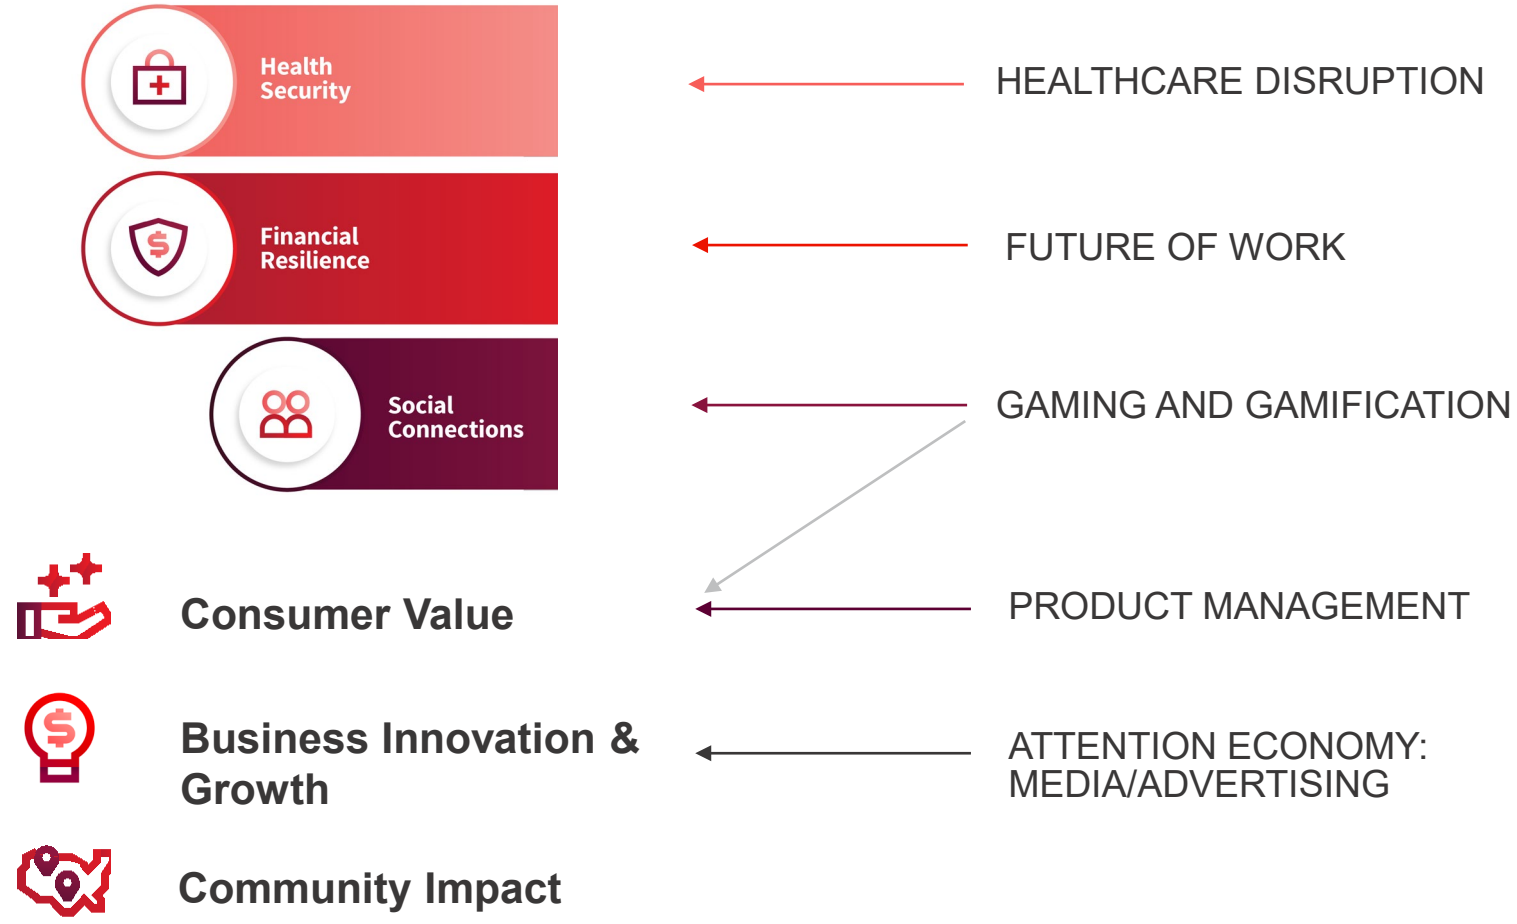 Health
Security
HEALTHCARE DISRUPTION
Financial
Resilience
FUTURE OF WORK
Social
Connections
GAMING AND GAMIFICATION
Consumer Value
PRODUCT MANAGEMENT
Business Innovation &
Growth
ATTENTION ECONOMY:
MEDIA/ADVERTISING
Community Impact